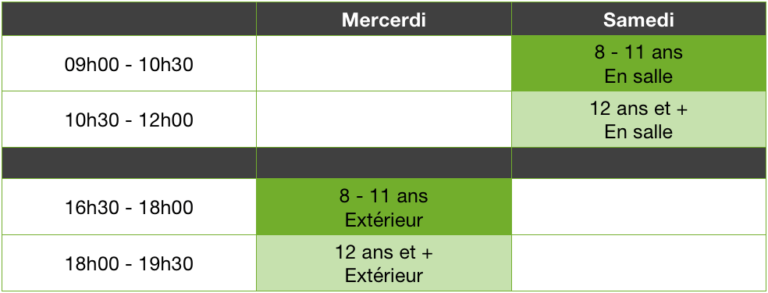 Mercerdi Samedi
09h00 - 10h30
8 - 11 ans
En salle
10h30 - 12h00
12 ans et +
En salle
16h30 - 18h00
8 - 11 ans
Extérieur
18h00 - 19h30
12 ans et +
Extérieur